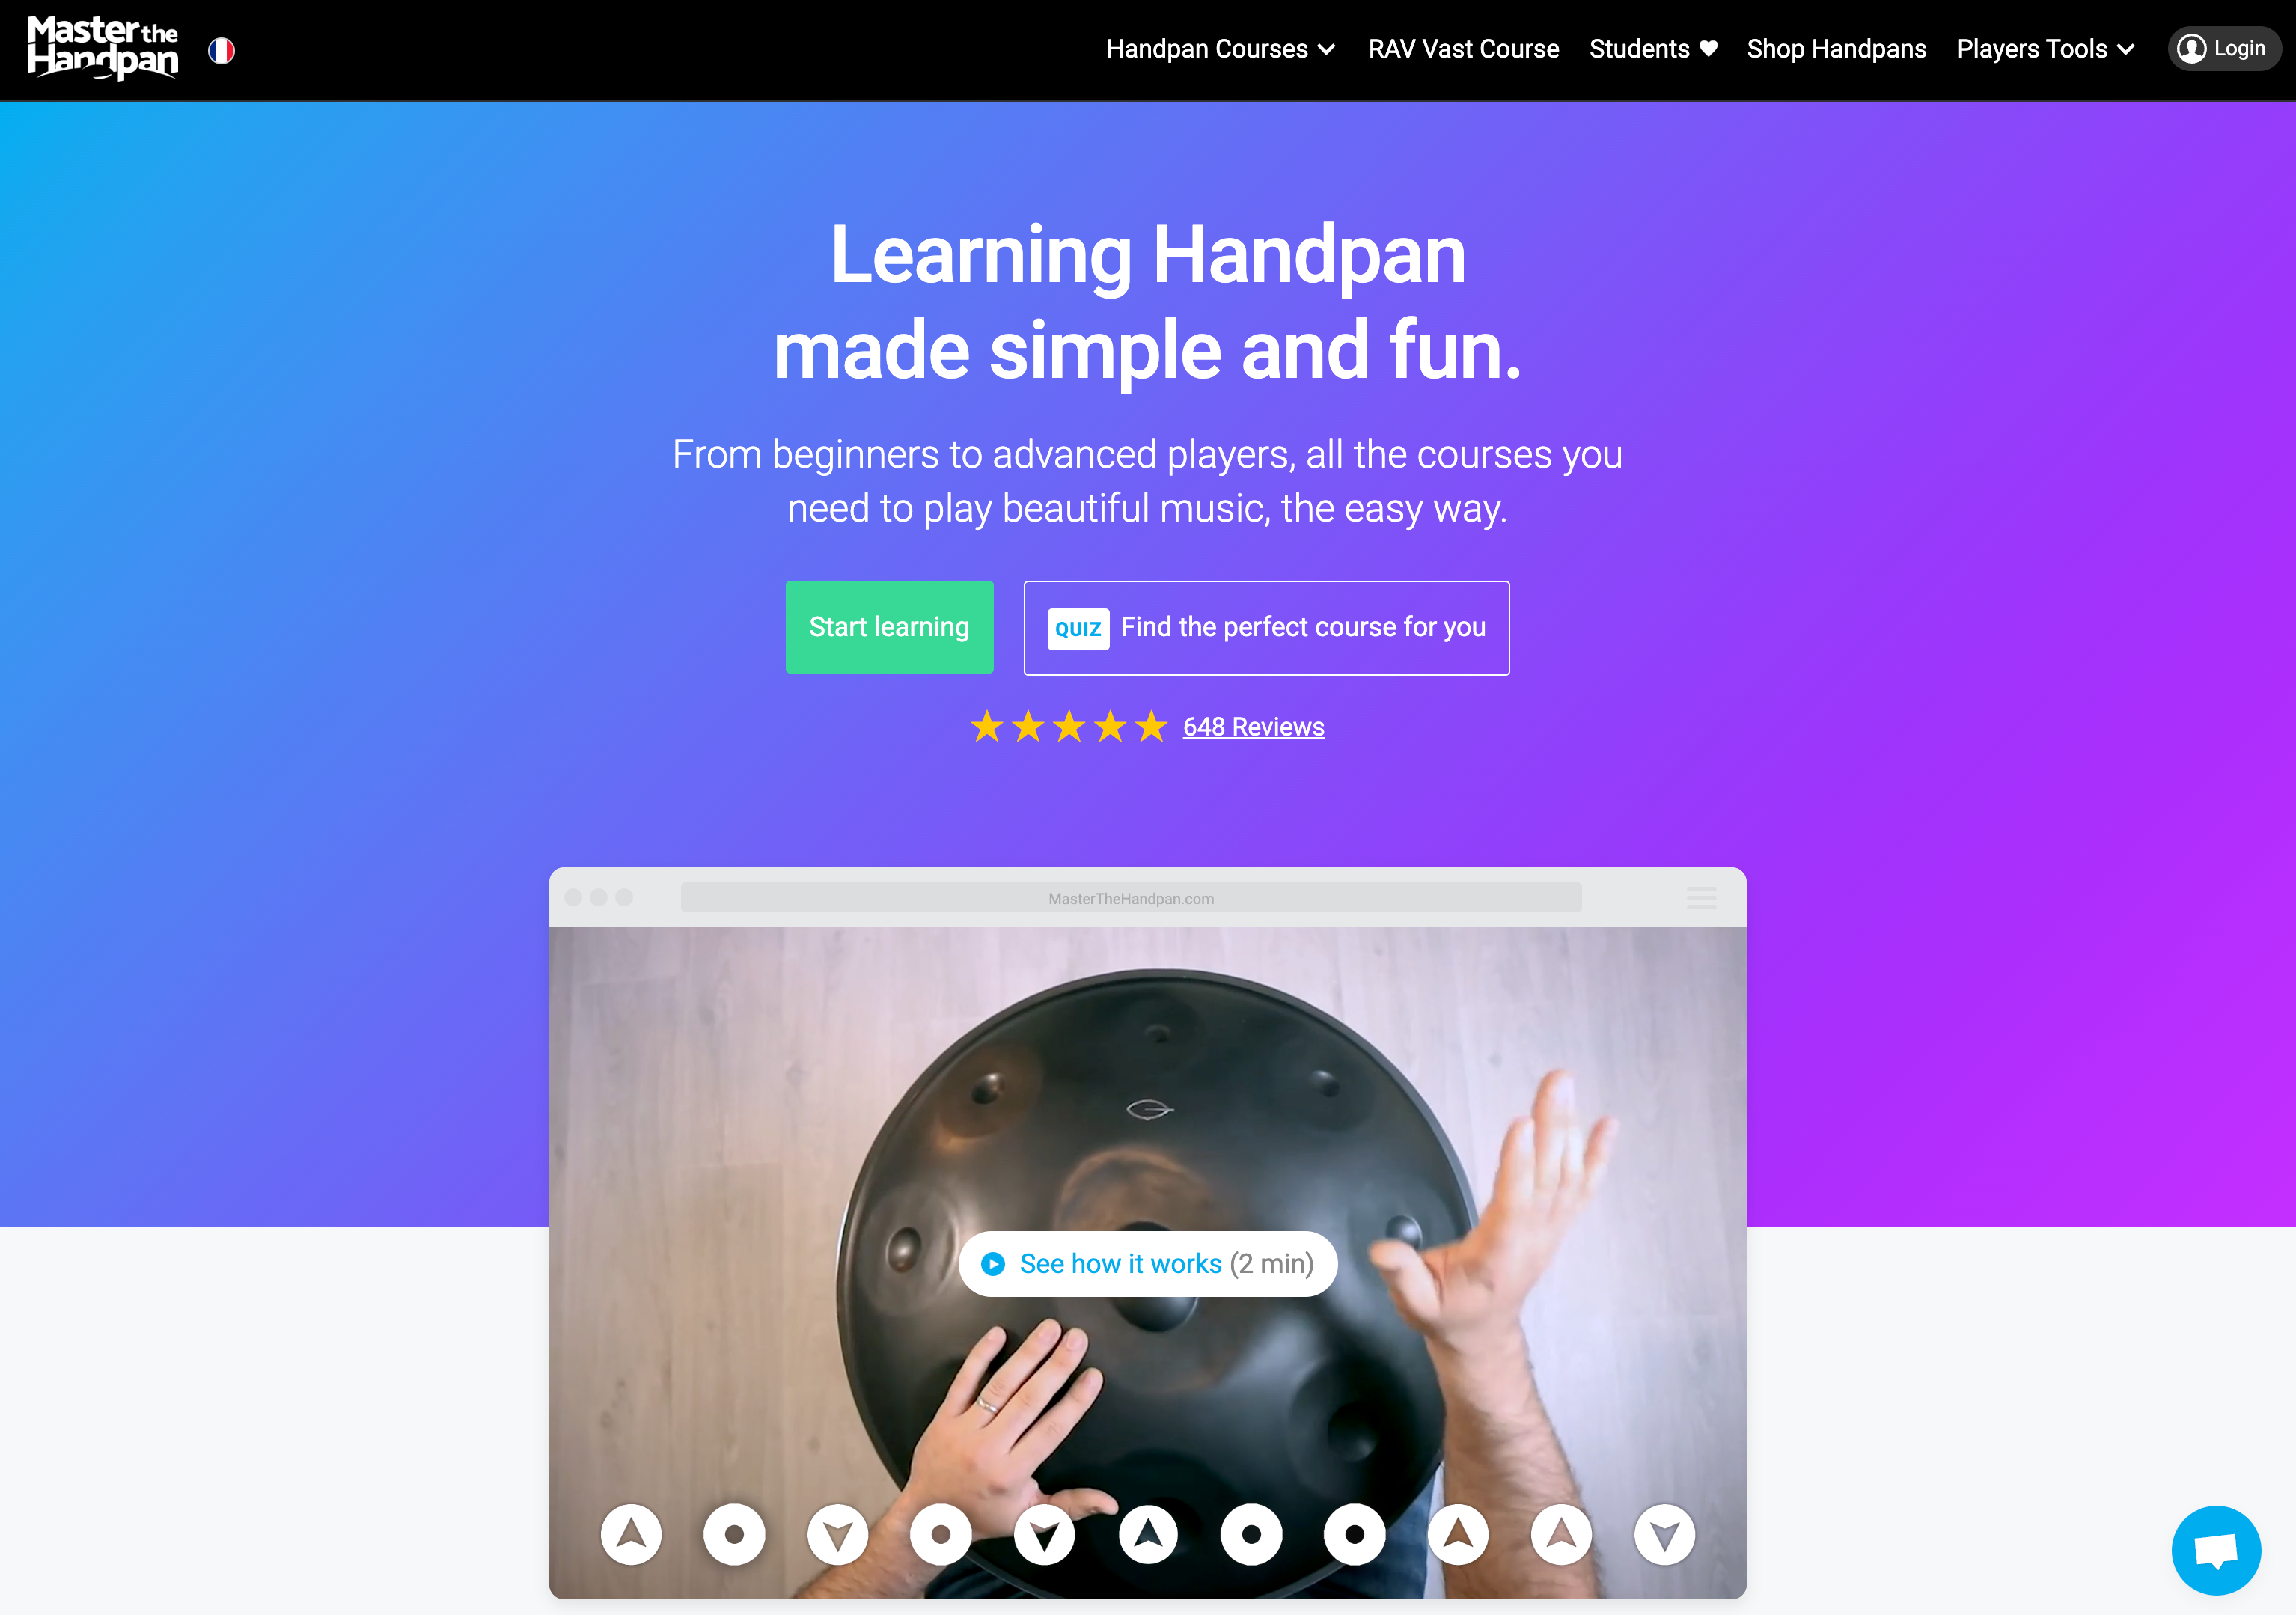 Master the
Handpan
Handpan Courses
RAV Vast Course
Students
Shop Handpans
Players Tools
Login
Learning Handpan
made simple and fun.
From beginners to advanced players, all the courses you
need to play beautiful music, the easy way.
Start learning
QUIZ Find the perfect course for you
648 Reviews
MasterTheHandpan.com
See how it works (2 min)